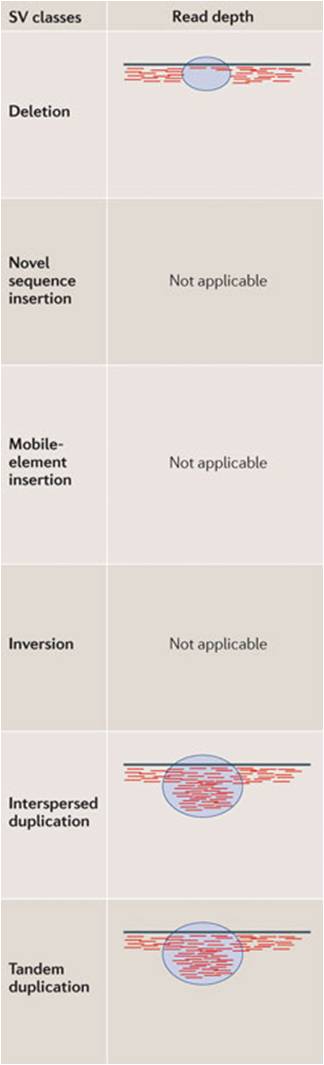 SV classes
Read depth
Deletion
Novel
sequence
insertion
Not applicable
Mobile-
element
insertion
Not applicable
Inversion
Not applicable
Interspersed
duplication
Tandem
duplication